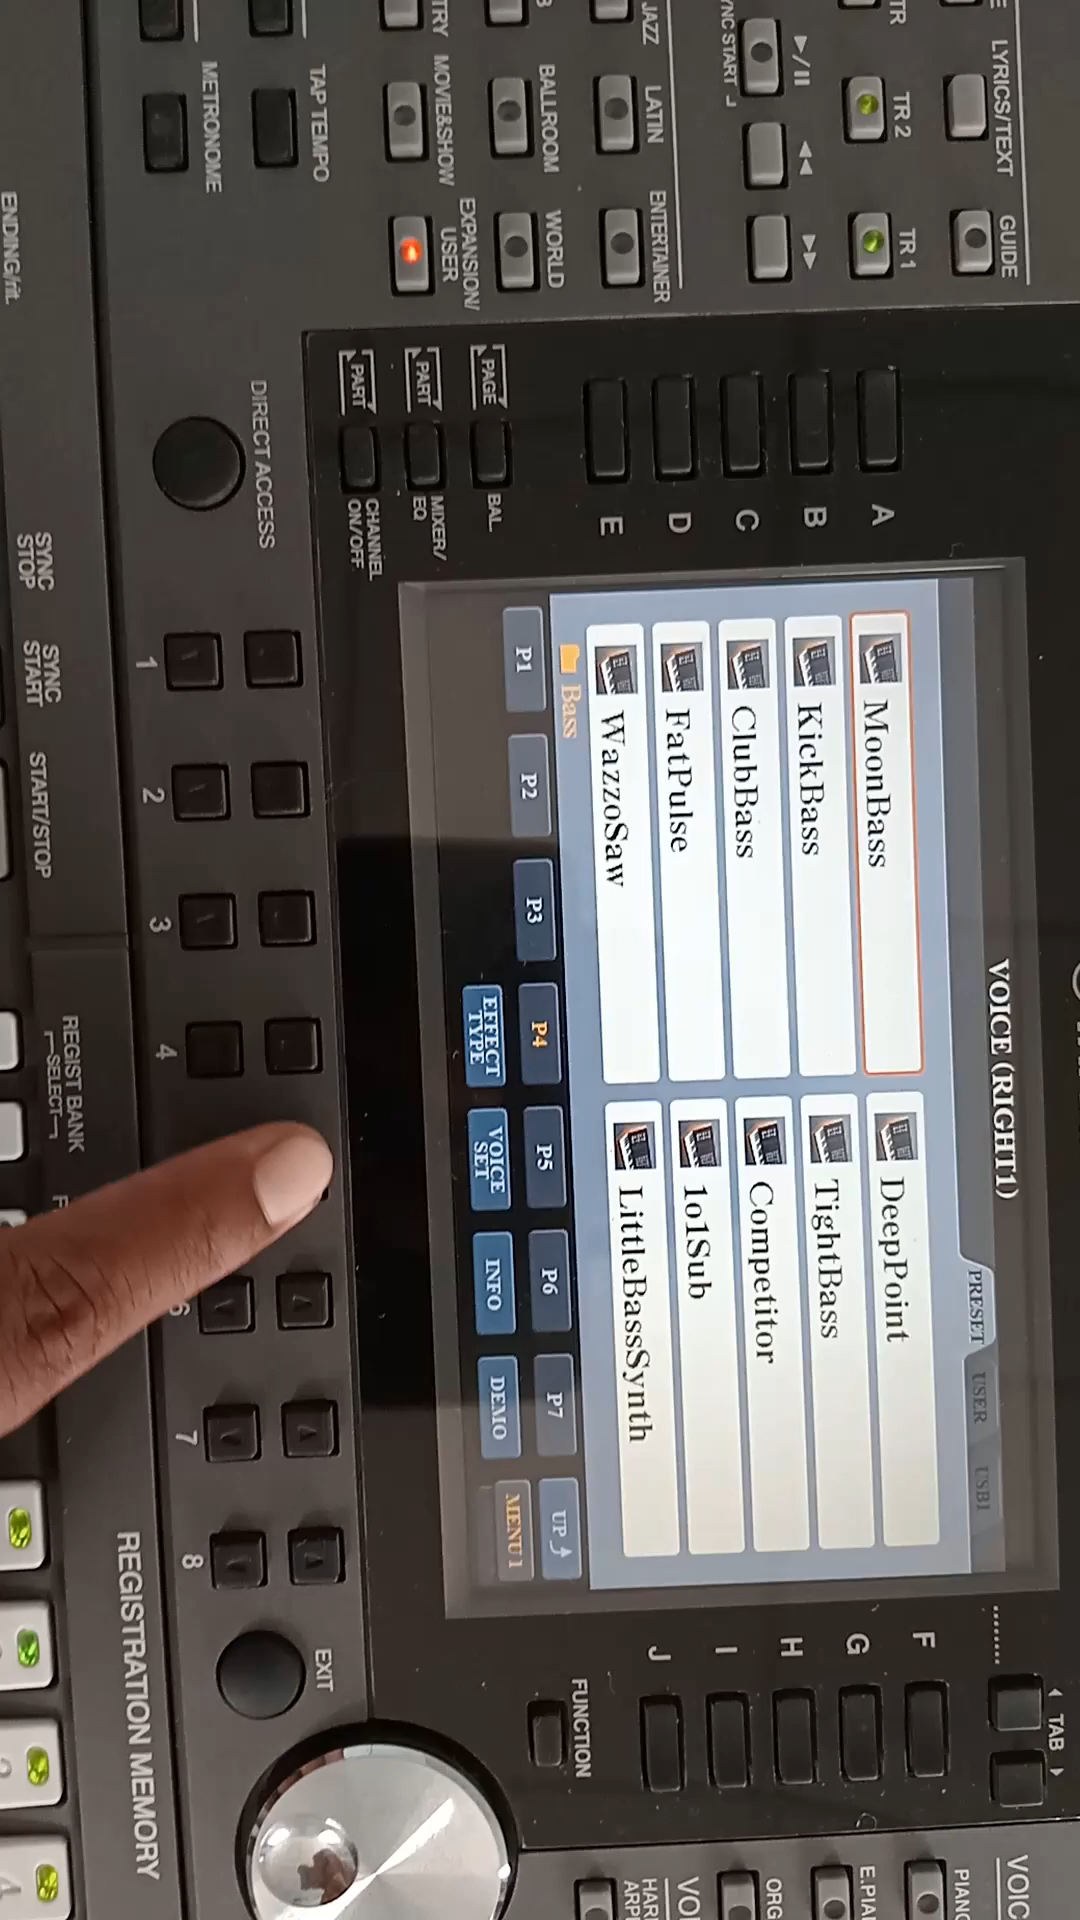 LYRICS/TEXT
GUIDE
TR
TR 2
TR 1
SYNC START
JAZZ
LATIN
ENTERTAINER
BALLROOM
WORLD
MOVIE&SHOW
EXPANSION/
USER
TAP TEMPO
METRONOME
ENDING/rit.
A
B
C
D
E
PAGE
BAL.
PART
MIXER/
EQ
PART
CHANNEL
ON/OFF
DIRECT ACCESS
VOICE (RIGHT1)
PRESET
USER
USB1
MoonBass
DeepPoint
KickBass
TightBass
ClubBass
Competitor
FatPulse
1o1Sub
WazzoSaw
LittleBassSynth
Bass
P1
P2
P3
P4
P5
P6
P7
UP
EFFECT
TYPE
VOICE
SET
INFO
DEMO
MENU 1
TAB
F
G
H
I
J
FUNCTION
EXIT
1
2
3
4
6
7
8
SYNC
STOP
SYNC
START
START/STOP
REGIST BANK
SELECT
REGISTRATION MEMORY
PIANO